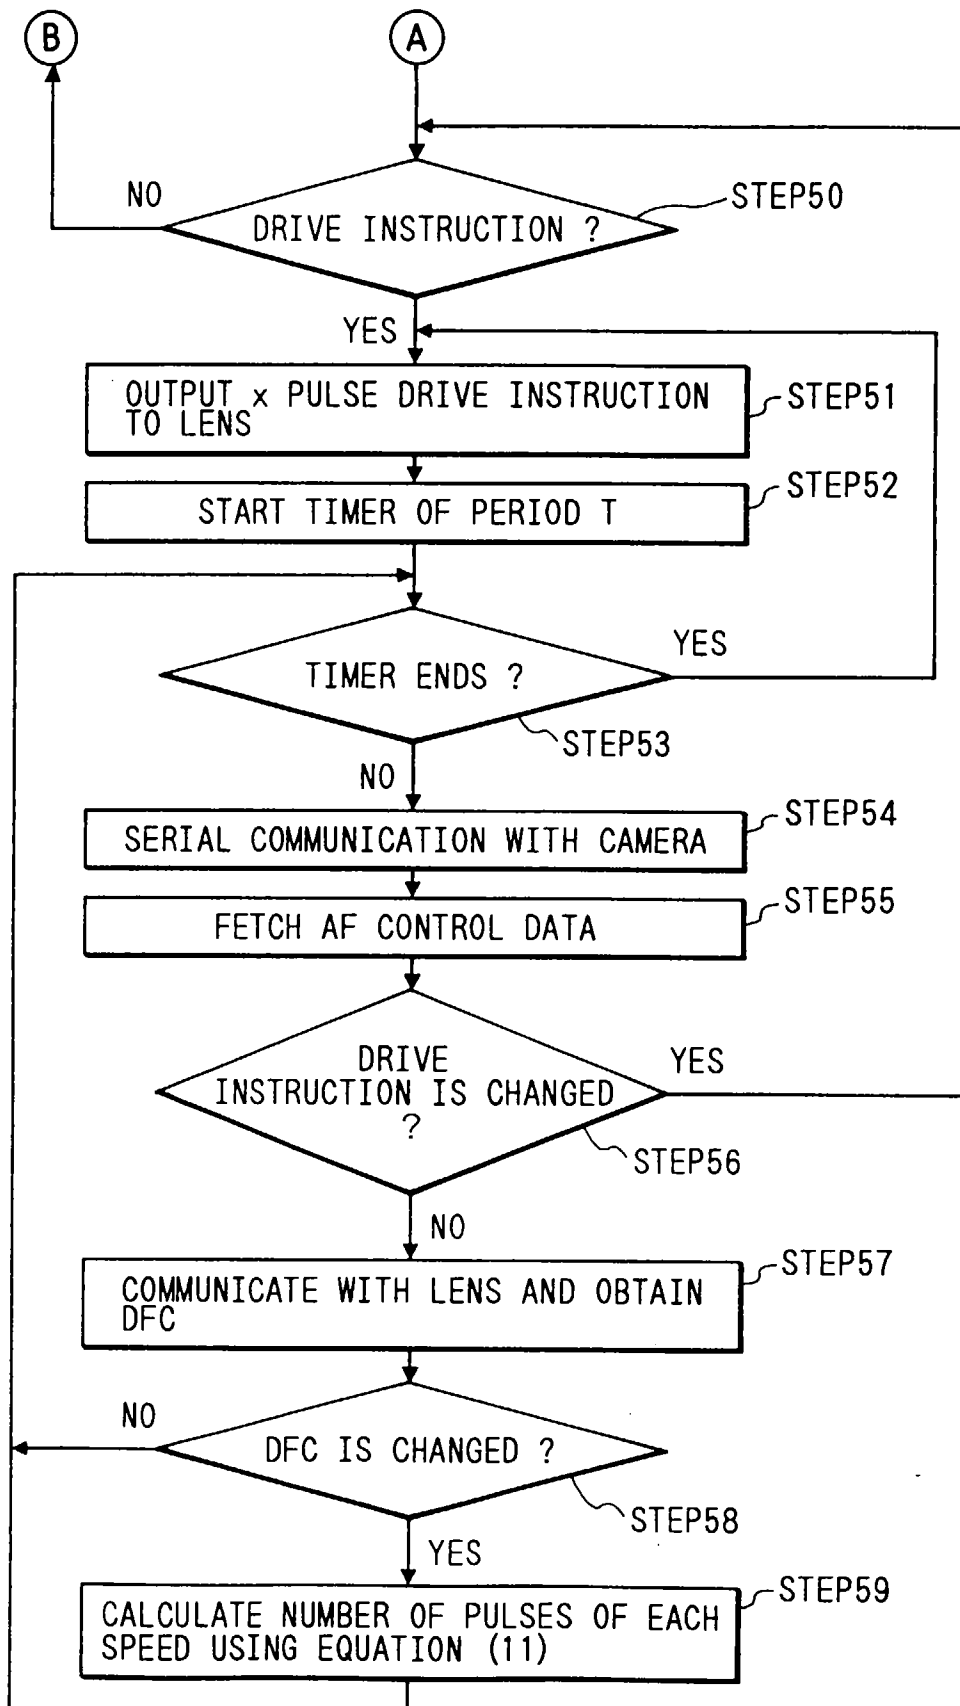 B
A
NO
STEP50
DRIVE INSTRUCTION ?
YES
OUTPUT x PULSE DRIVE INSTRUCTION
TO LENS
STEP51
START TIMER OF PERIOD T
STEP52
TIMER ENDS ?
YES
STEP53
NO
SERIAL COMMUNICATION WITH CAMERA
STEP54
FETCH AF CONTROL DATA
STEP55
DRIVE
INSTRUCTION IS CHANGED
?
YES
STEP56
NO
COMMUNICATE WITH LENS AND OBTAIN
DFC
STEP57
NO
DFC IS CHANGED ?
STEP58
YES
CALCULATE NUMBER OF PULSES OF EACH
SPEED USING EQUATION (11)
STEP59